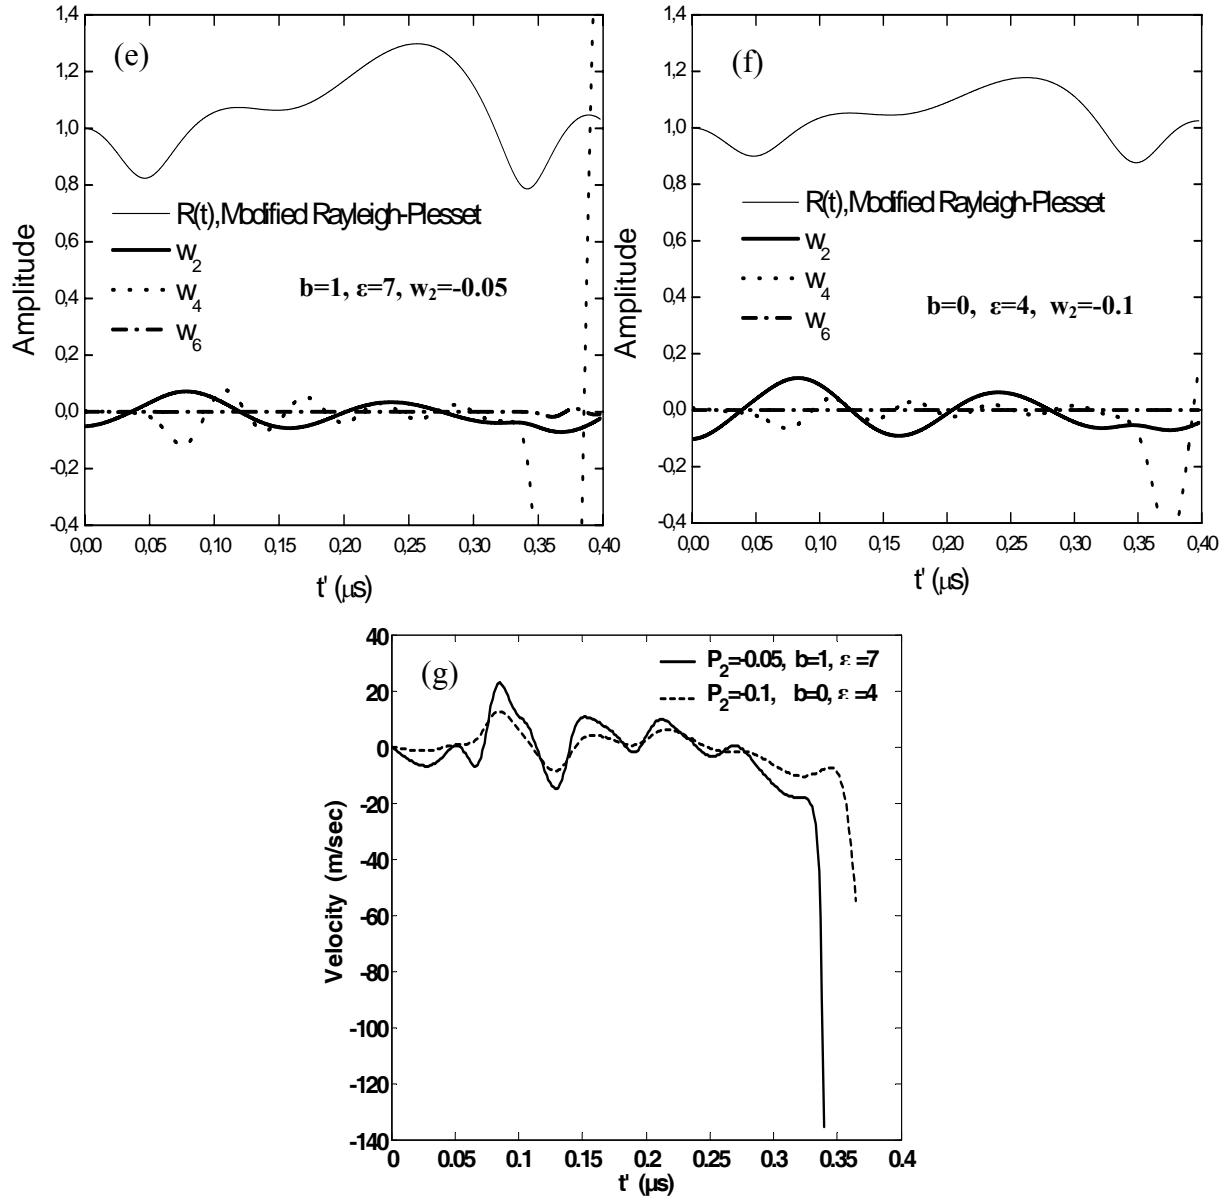 (e)
Amplitude
1,4
1,2
1,0
0,8
0,6
0,4
0,2
0,0
-0,2
-0,4
R(t),Modified Rayleigh-Plesset
w2
w4
w6
b=1, ε=7, w2=-0.05
0,00 0,05 0,10 0,15 0,20 0,25 0,30 0,35 0,40
t' (μs)
(f)
Amplitude
1,4
1,2
1,0
0,8
0,6
0,4
0,2
0,0
-0,2
-0,4
R(t),Modified Rayleigh-Plesset
w2
w4
w6
b=0, ε=4, w2=-0.1
0,00 0,05 0,10 0,15 0,20 0,25 0,30 0,35 0,40
t' (μs)
(g)
Velocity (m/sec)
40
20
0
-20
-40
-60
-80
-100
-120
-140
P2=-0.05, b=1, ε=7
P2=-0.1, b=0, ε=4
0 0.05 0.1 0.15 0.2 0.25 0.3 0.35 0.4
t' (μs)